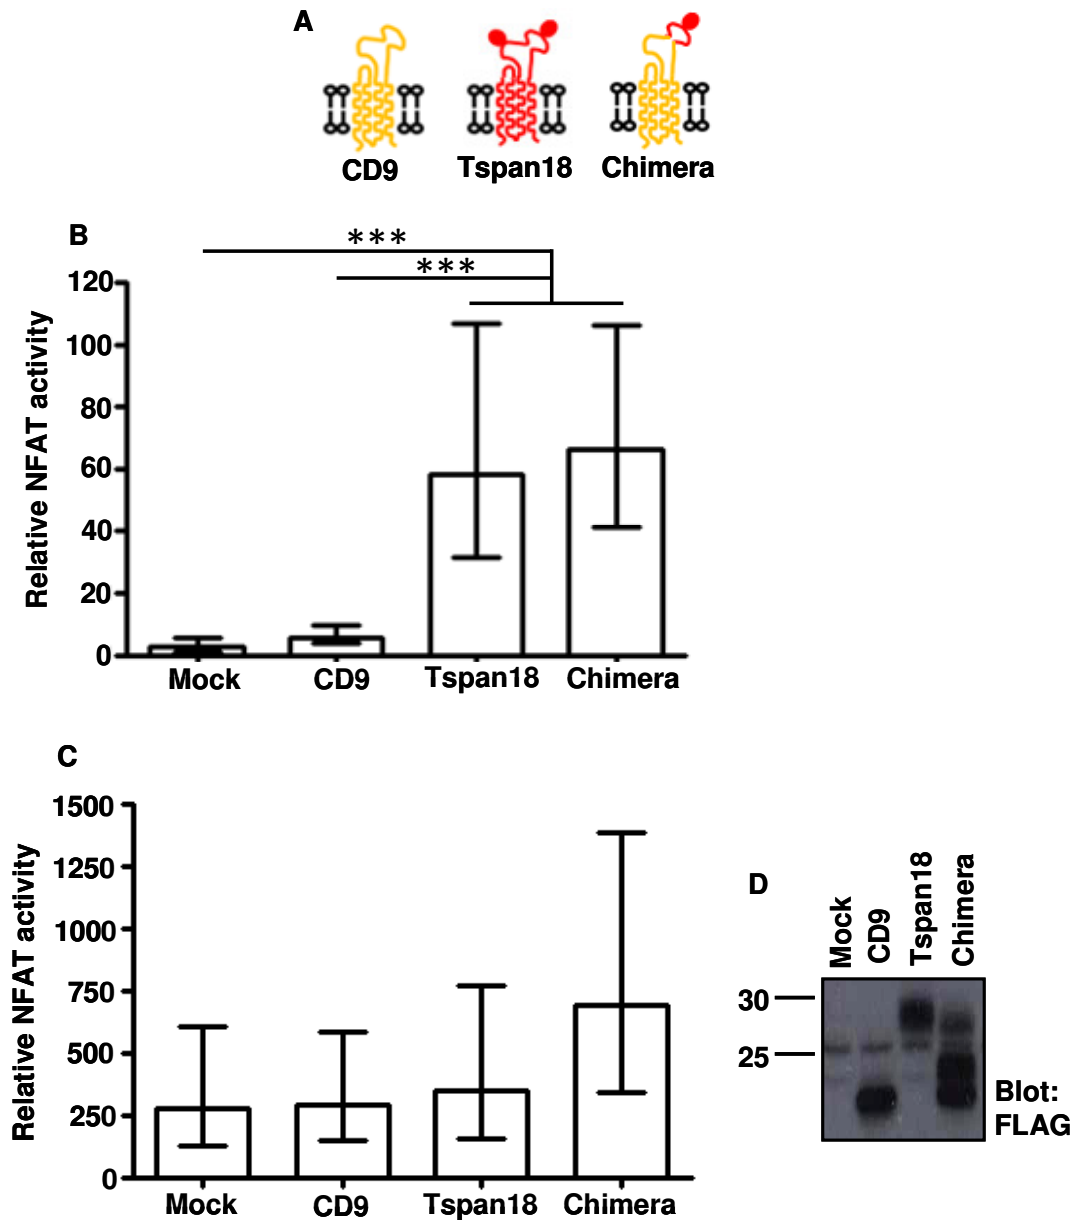 A
CD9
Tspan18
Chimera
B
***
***
Relative NFAT activity
120
100
80
60
40
20
0
Mock
CD9
Tspan18
Chimera
C
Relative NFAT activity
1500
1250
1000
750
500
250
0
Mock
CD9
Tspan18
Chimera
D
Mock
CD9
Tspan18
Chimera
30
25
Blot:
FLAG